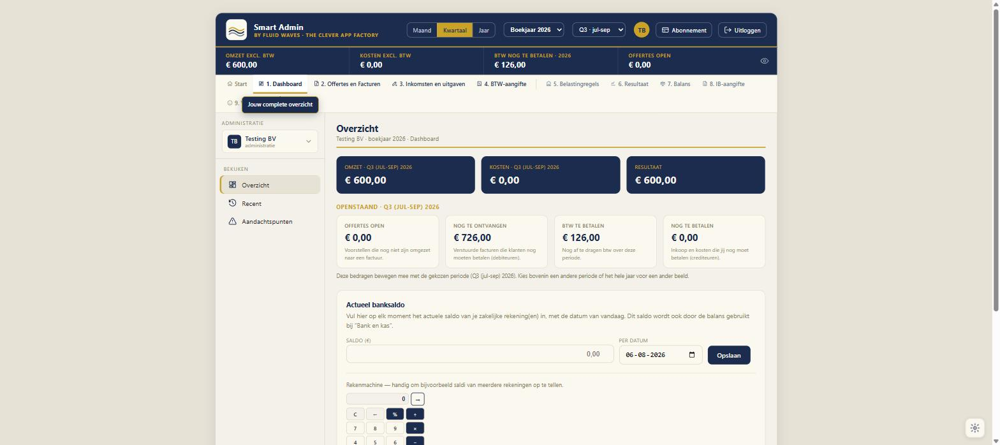 Smart Admin
BY FLUID WAVES · THE CLEVER APP FACTORY
Maand Kwartaal Jaar
Boekjaar 2026
Q3 · jul-sep
TB
Abonnement
Uitloggen
OMZET EXCL. BTW
€ 600,00
KOSTEN EXCL. BTW
€ 0,00
BTW NOG TE BETALEN · 2026
€ 126,00
OFFERTES OPEN
€ 0,00
Start
1. Dashboard
2. Offertes en Facturen
3. Inkomsten en uitgaven
4. BTW-aangifte
5. Belastingregels
6. Resultaat
7. Balans
8. IB-aangifte
9.
Jouw complete overzicht
ADMINISTRATIE
TB
Testing BV
administratie
BEKIJKEN
Overzicht
Recent
Aandachtspunten
Overzicht
Testing BV · boekjaar 2026 · Dashboard
OMZET · Q3 (JUL-SEP) 2026
€ 600,00
KOSTEN · Q3 (JUL-SEP) 2026
€ 0,00
RESULTAAT
€ 600,00
OPENSTAAND · Q3 (JUL-SEP) 2026
OFFERTES OPEN
€ 0,00
Voorstellen die nog niet zijn omgezet
naar een factuur.
NOG TE ONTVANGEN
€ 726,00
Verstuurde facturen die klanten nog
moeten betalen (debiteuren).
BTW TE BETALEN
€ 126,00
Nog af te dragen btw over deze
periode.
NOG TE BETALEN
€ 0,00
Inkoop en kosten die jij nog moet
betalen (crediteuren).
Deze bedragen bewegen mee met de gekozen periode (Q3 (jul-sep) 2026). Kies bovenin een andere periode of het hele jaar voor een ander beeld.
Actueel banksaldo
Vul hier op elk moment het actuele saldo van je zakelijke rekening(en) in, met de datum van vandaag. Dit saldo wordt ook door de balans gebruikt
bij "Bank en kas".
SALDO (€)
0,00
PER DATUM
06-08-2026
Opslaan
Rekenmachine — handig om bijvoorbeeld saldi van meerdere rekeningen op te tellen.
0 →
C ← % ÷
7 8 9 ×
4 5 6 −